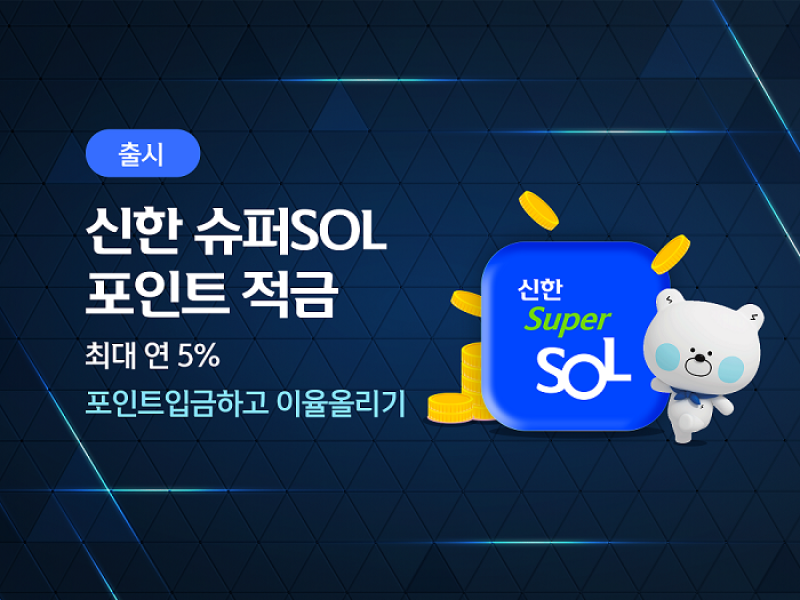 출시
신한 슈퍼SOL
포인트 적금
최대 연 5%
포인트입금하고 이율올리기
신한
Super
SOL